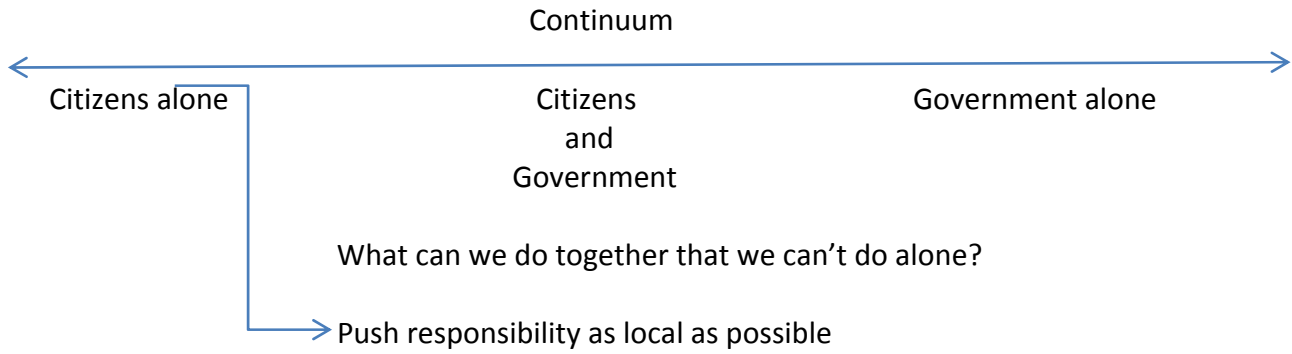 Continuum
Citizens alone
Citizens
and
Government
Government alone
What can we do together that we can’t do alone?
Push responsibility as local as possible